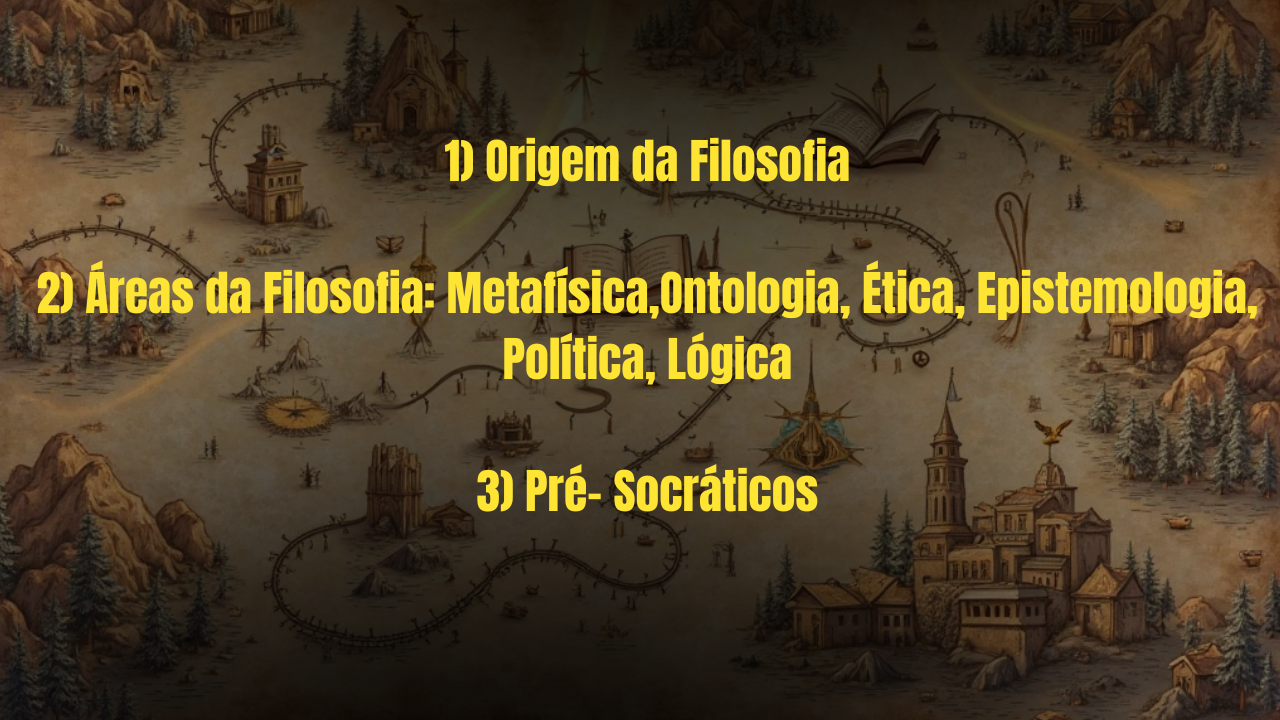 1) Origem da Filosofia
2) Áreas da Filosofia: Metafísica,Ontologia, Ética, Epistemologia,
Política, Lógica
3) Pré- Socráticos